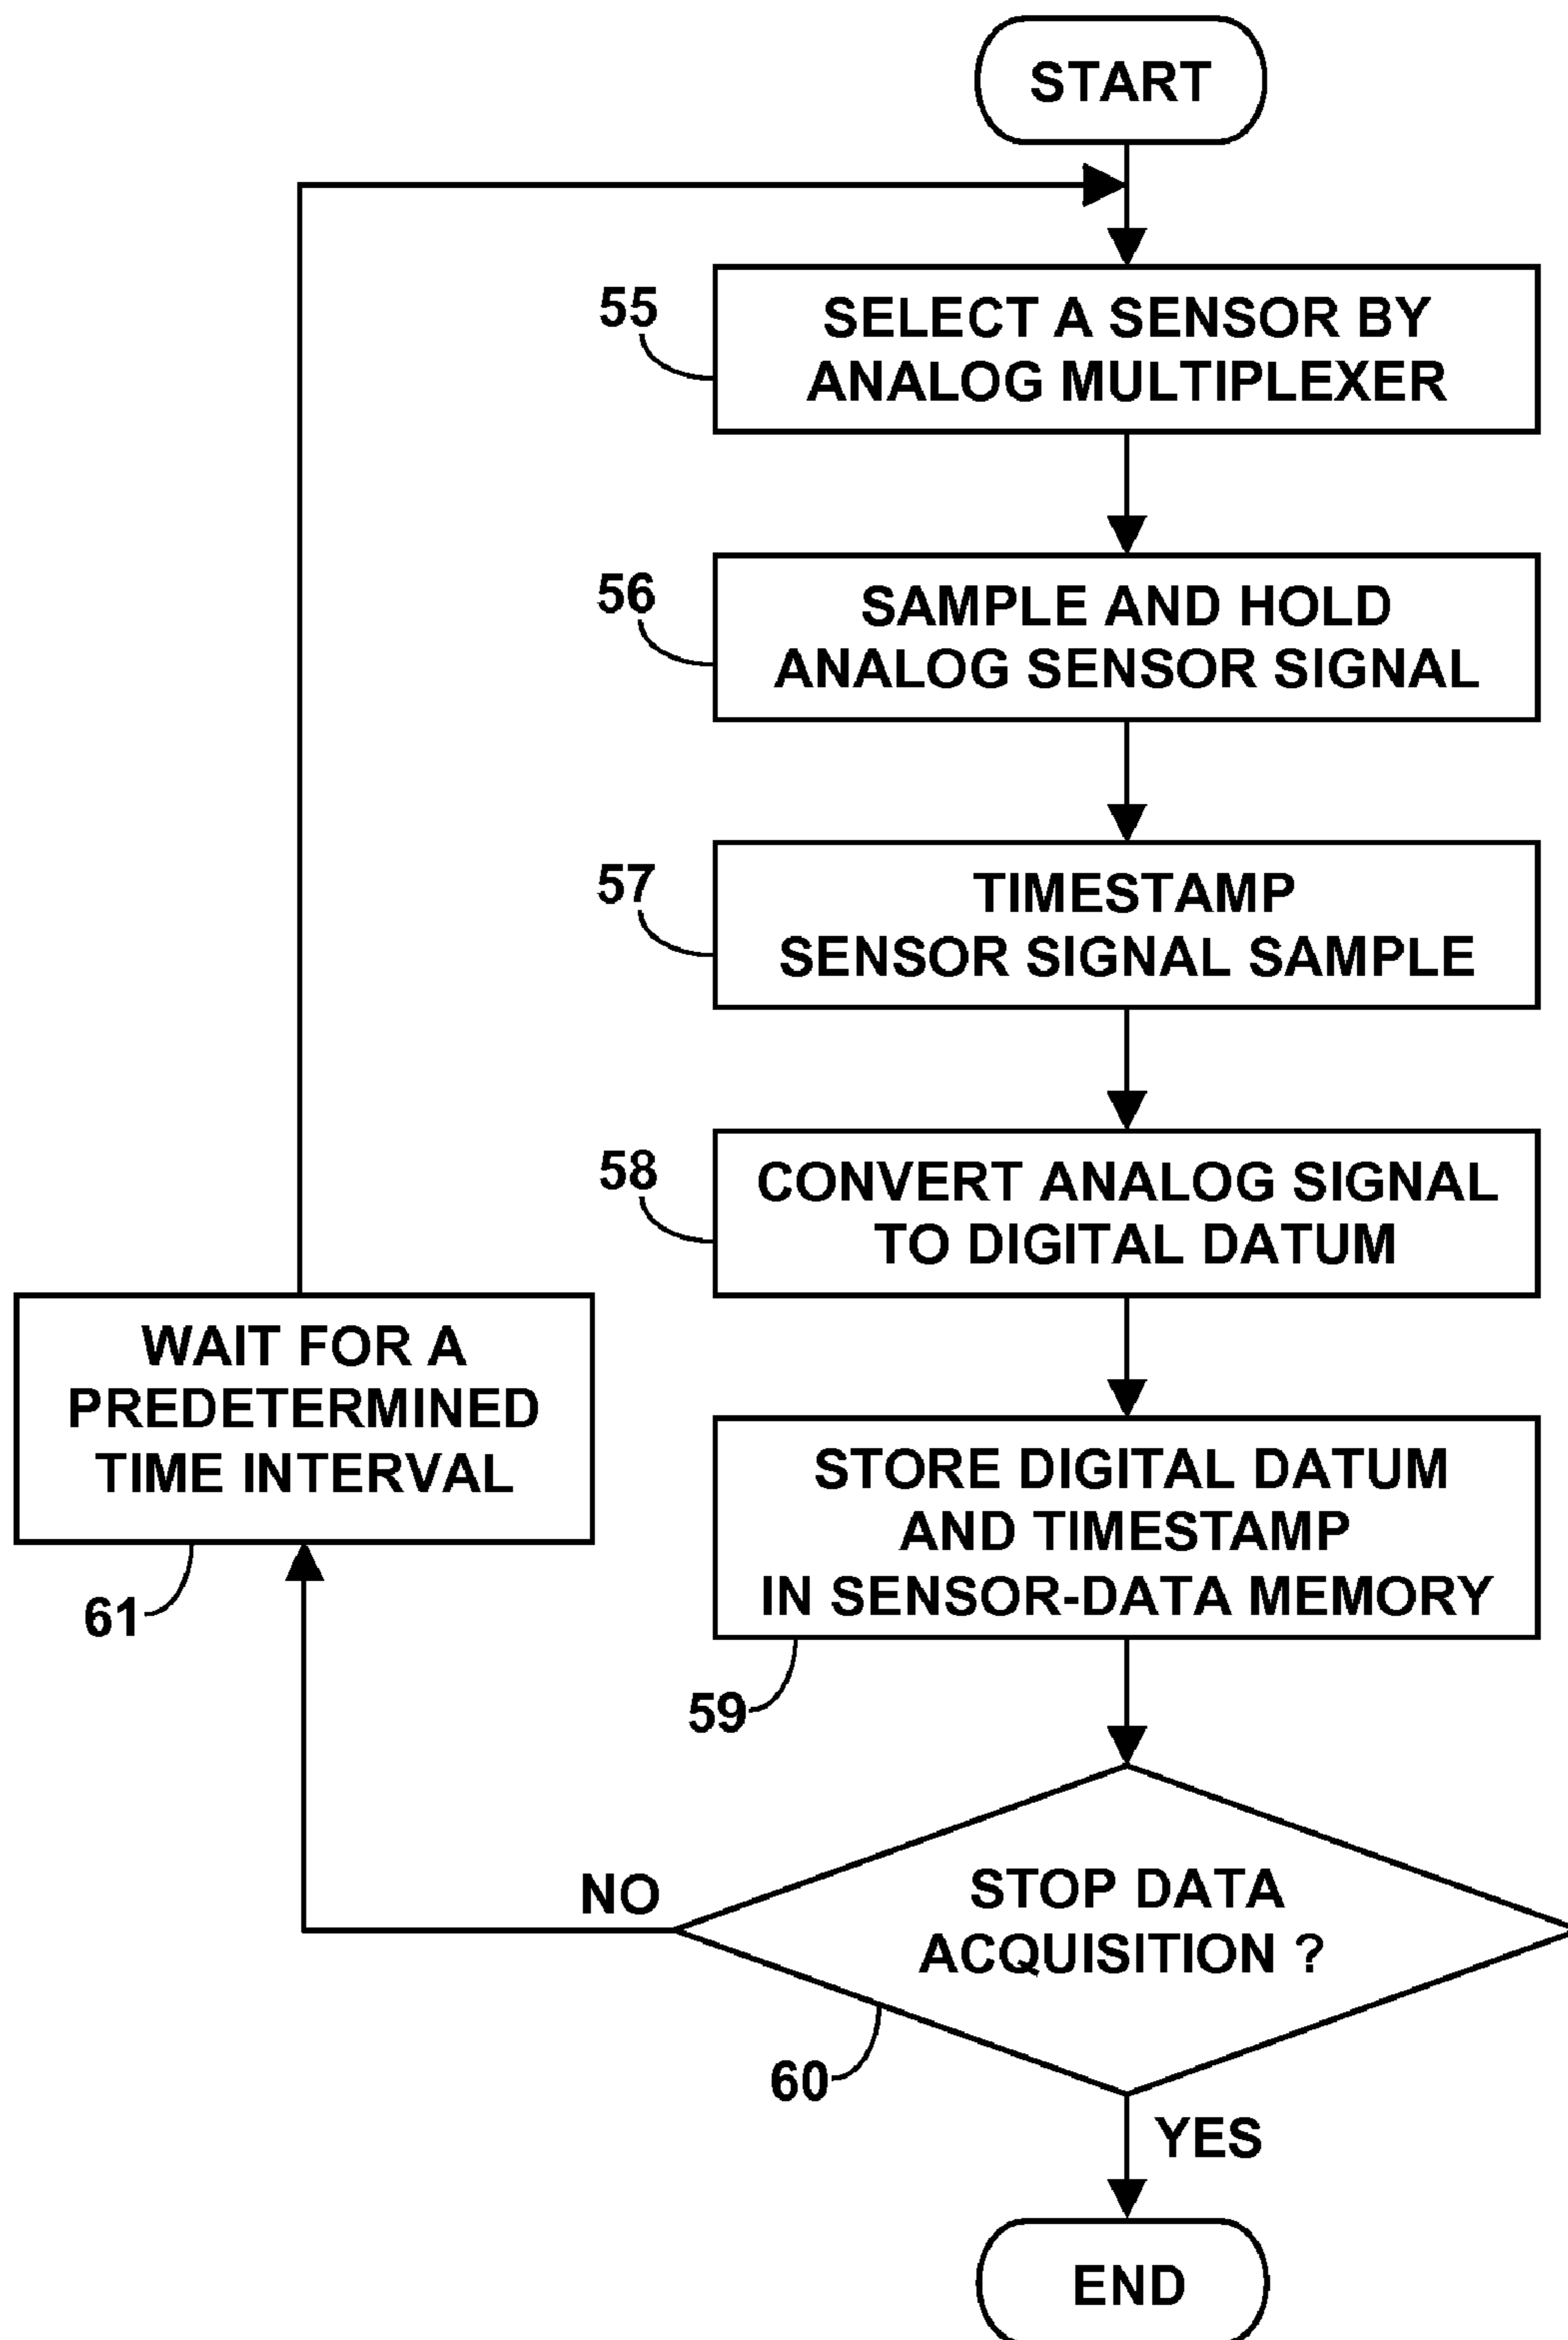 START
55
SELECT A SENSOR BY
ANALOG MULTIPLEXER
56
SAMPLE AND HOLD
ANALOG SENSOR SIGNAL
57
TIMESTAMP
SENSOR SIGNAL SAMPLE
58
CONVERT ANALOG SIGNAL
TO DIGITAL DATUM
WAIT FOR A
PREDETERMINED
TIME INTERVAL
61
STORE DIGITAL DATUM
AND TIMESTAMP
IN SENSOR-DATA MEMORY
59
NO
STOP DATA
ACQUISITION ?
60
YES
END